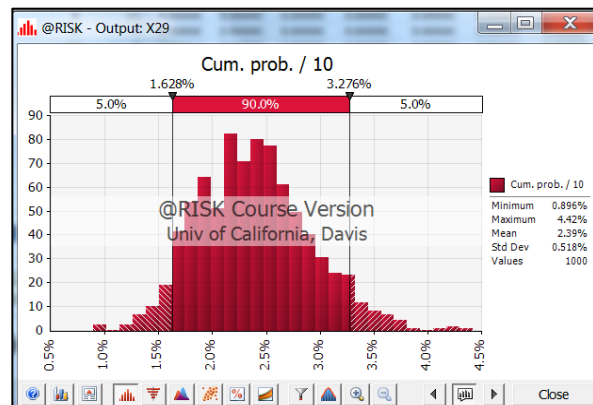 @RISK - Output: X29
Cum. prob. / 10
1.628% 3.276%
5.0% 90.0% 5.0%
90
80
70
60
50
40
30
20
10
0
@RISK Course Version
Univ of California, Davis
0.5% 1.0% 1.5% 2.0% 2.5% 3.0% 3.5% 4.0% 4.5%
Cum. prob. / 10
Minimum 0.896%
Maximum 4.42%
Mean 2.39%
Std Dev 0.518%
Values 1000
Close